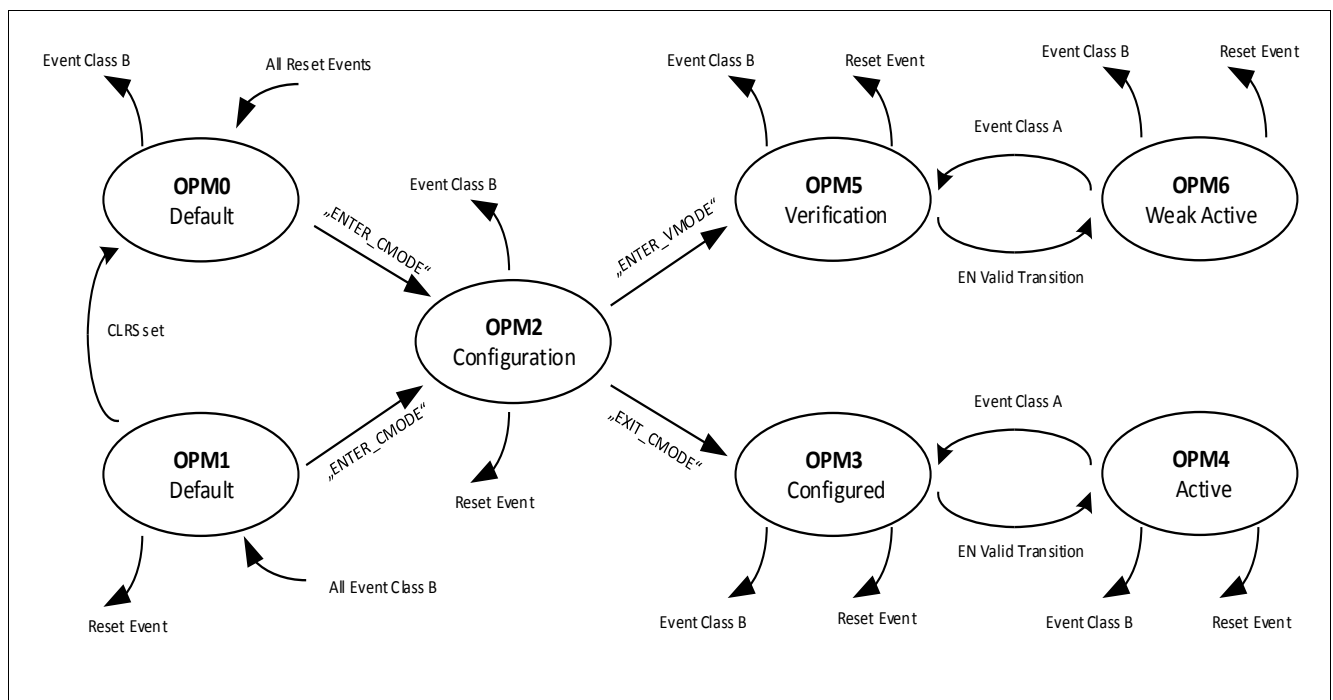 Event Class B
All Reset Events
Event Class B
Reset Event
Event Class B
Reset Event
OPM0
Default
„ENTER_CMODE“
Event Class B
OPM5
Verification
Event Class A
EN Valid Transition
OPM6
Weak Active
„ENTER_VMODE“
CLRS set
OPM2
Configuration
OPM1
Default
„ENTER_CMODE“
Reset Event
„EXIT_CMODE“
OPM3
Configured
Event Class A
EN Valid Transition
OPM4
Active
Reset Event
All Event Class B
Event Class B
Reset Event
Event Class B
Reset Event